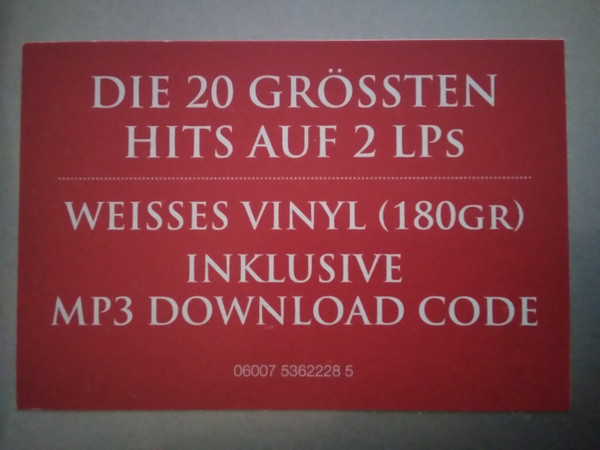 DIE 20 GRÖSSTEN
HITS AUF 2 LPs
WEISSES VINYL (180GR)
INKLUSIVE
MP3 DOWNLOAD CODE
06007 5362228 5